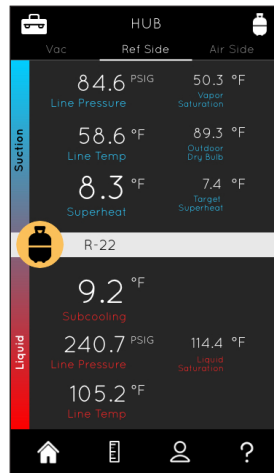 HUB
Vac Ref Side Air Side
Suction
84.6 PSIG 50.3 °F
Line Pressure Vapor Saturation
58.6 °F 89.3 °F
Line Temp Outdoor Dry Bulb
8.3 °F 7.4 °F
Superheat Target Superheat
R-22
Liquid
9.2 °F
Subcooling
240.7 PSIG 114.4 °F
Line Pressure Liquid Saturation
105.2 °F
Line Temp
?